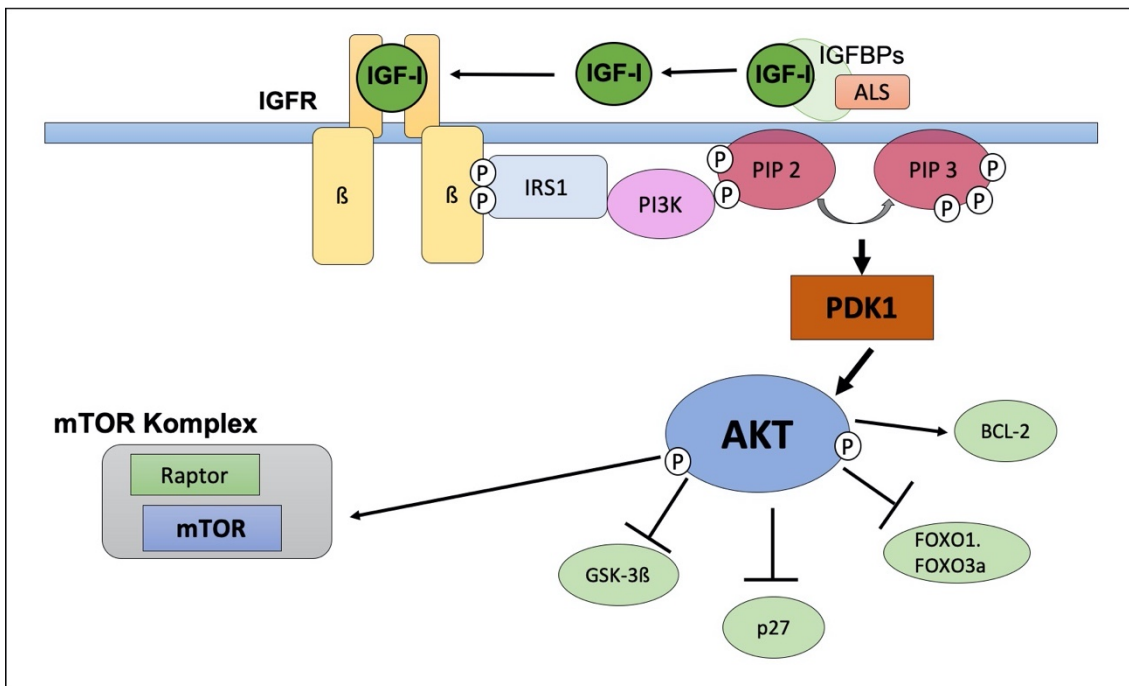 IGF-I
IGF-I
IGF-I
IGFBPs
ALS
IGFR
ß
ß
P
P
IRS1
PI3K
P
P
PIP 2
PIP 3
P
P
P
PDK1
AKT
P
P
BCL-2
mTOR Komplex
Raptor
mTOR
GSK-3ß
p27
FOXO1.
FOXO3a